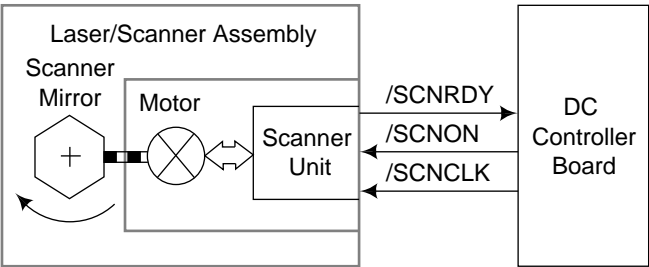 Laser/Scanner Assembly
Scanner
Mirror
Motor
Scanner
Unit
/SCNRDY
/SCNON
/SCNCLK
DC
Controller
Board